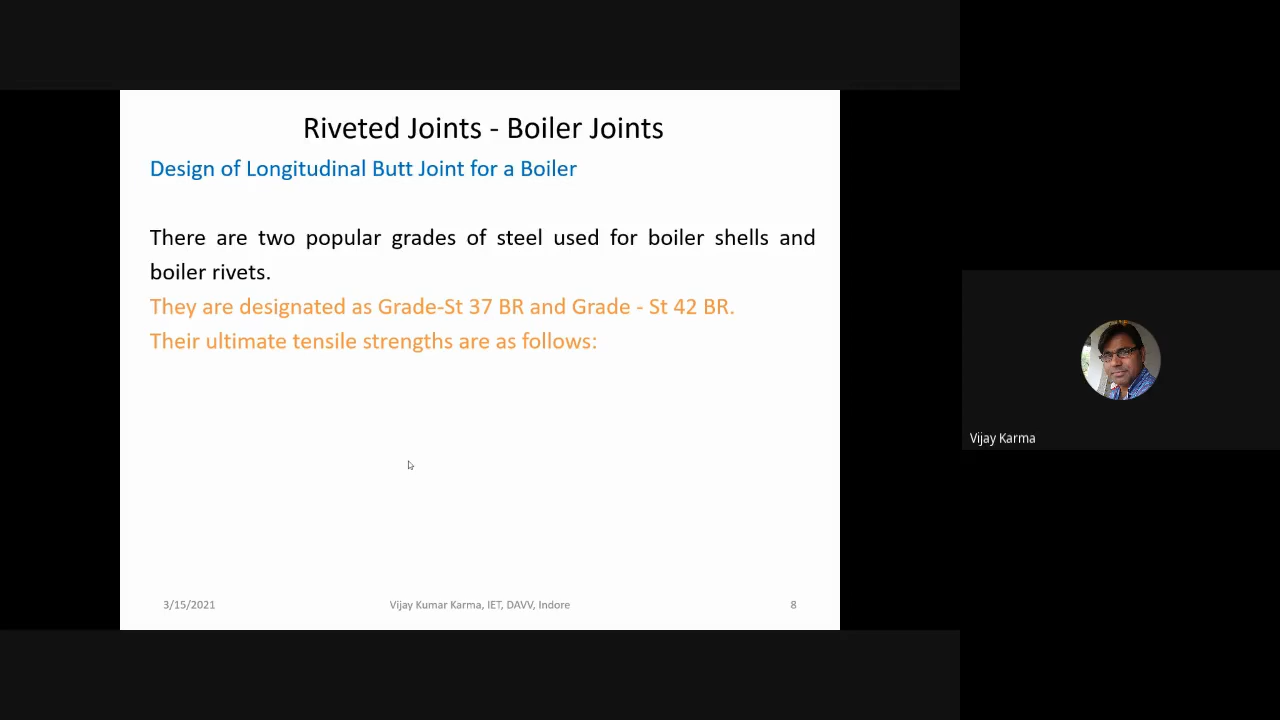 Riveted Joints - Boiler Joints
Design of Longitudinal Butt Joint for a Boiler
There are two popular grades of steel used for boiler shells and
boiler rivets.
They are designated as Grade-St 37 BR and Grade - St 42 BR.
Their ultimate tensile strengths are as follows:
3/15/2021
Vijay Kumar Karma, IET, DAVV, Indore
8
Vijay Karma